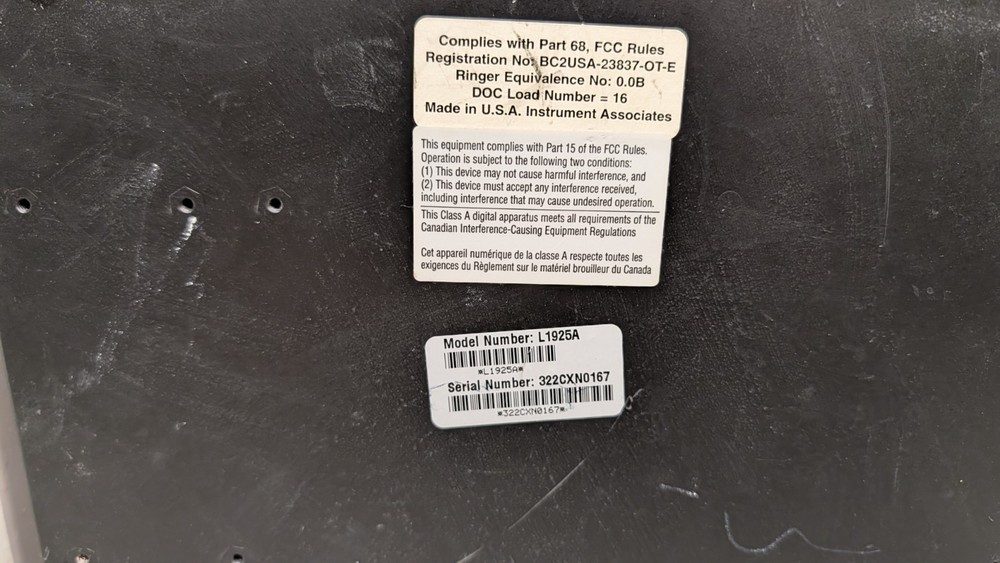 Complies with Part 68, FCC Rules
Registration No: BC2USA-23837-OT-E
Ringer Equivalence No: 0.0B
DOC Load Number = 16
Made in U.S.A. Instrument Associates
This equipment complies with Part 15 of the FCC Rules.
Operation is subject to the following two conditions:
(1) This device may not cause harmful interference, and
(2) This device must accept any interference received,
including interference that may cause undesired operation.
This Class A digital apparatus meets all requirements of the
Canadian Interference-Causing Equipment Regulations
Cet appareil numérique de la classe A respecte toutes les
exigences du Règlement sur le matériel brouilleur du Canada
Model Number: L1925A
*L1925A*
Serial Number: 322CXN0167
*322CXN0167*